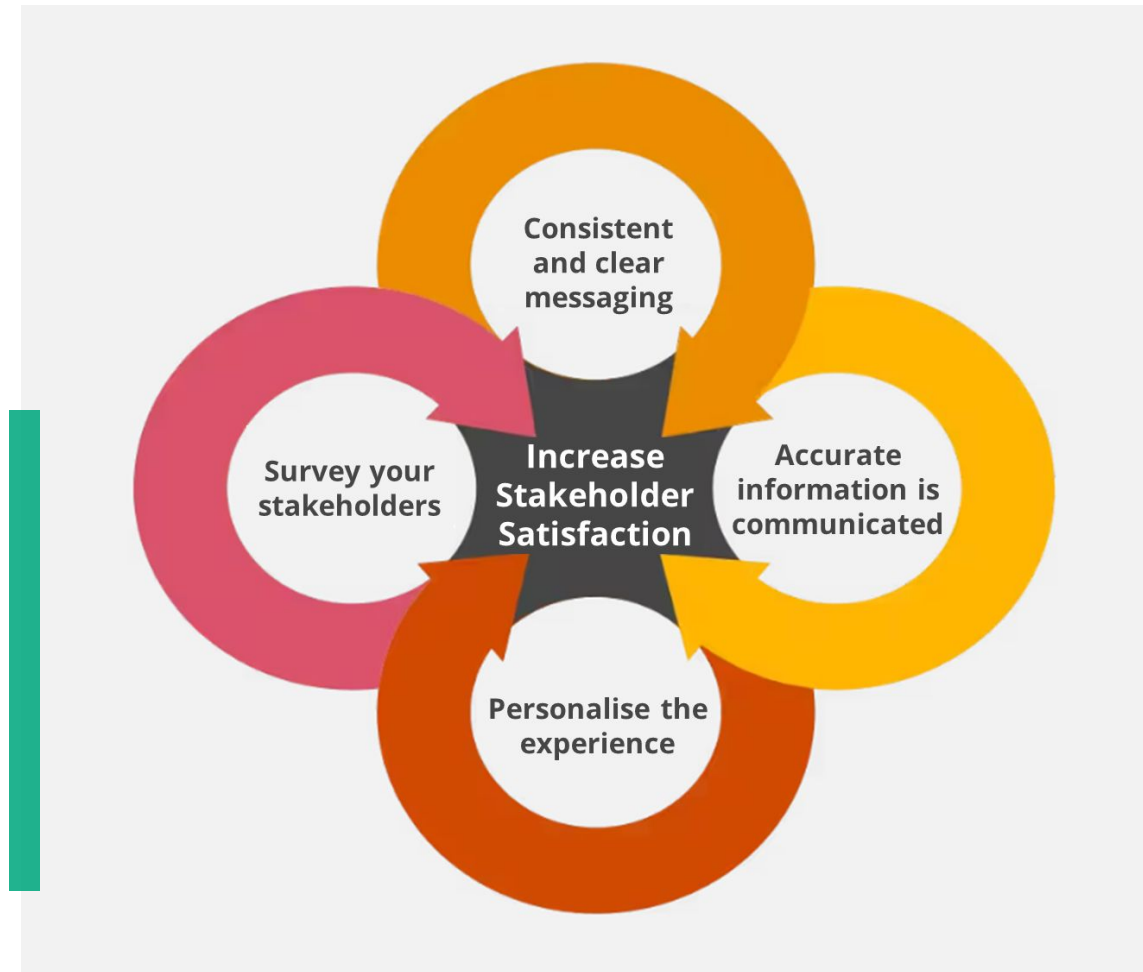 Consistent
and clear
messaging
Survey your
stakeholders
Increase
Stakeholder
Satisfaction
Accurate
information is
communicated
Personalise the
experience